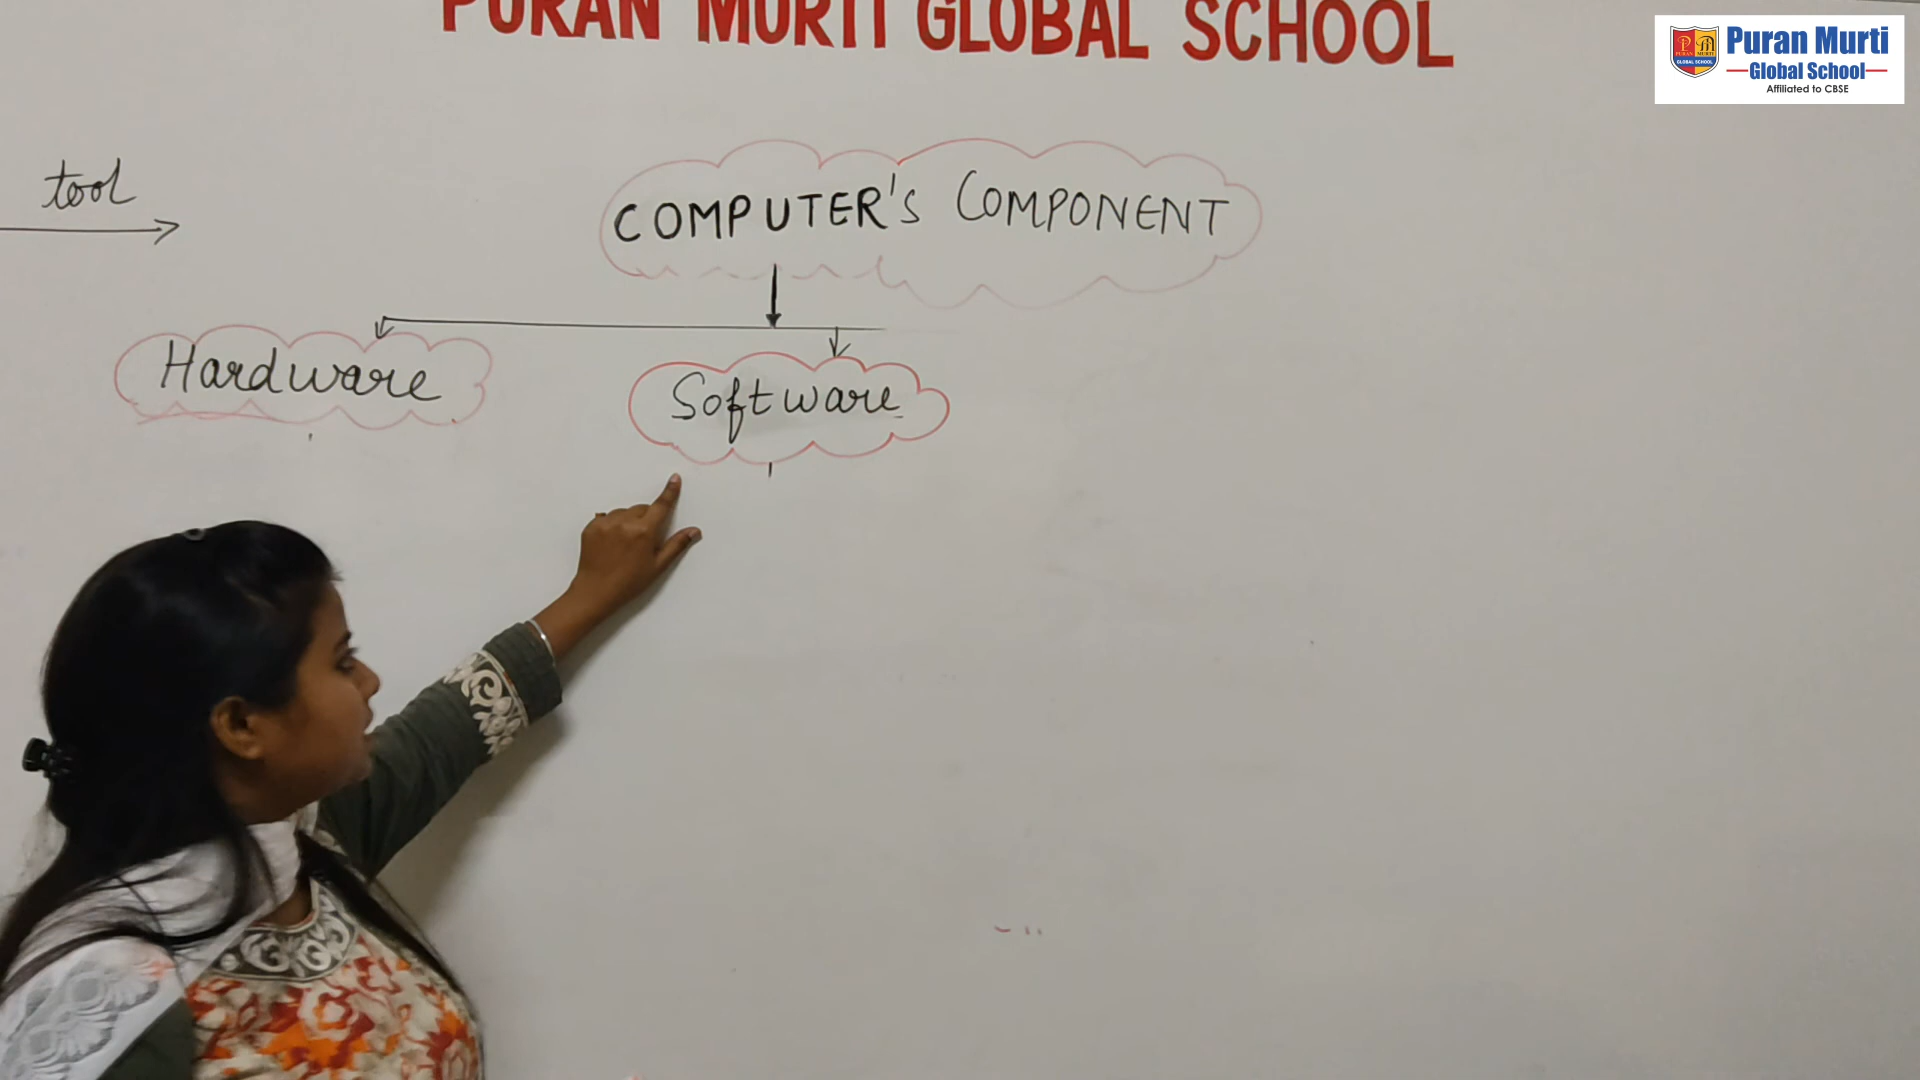 PURAN MURTI GLOBAL SCHOOL
Puran Murti
Global School
Affiliated to CBSE
tool
COMPUTER's COMPONENT
Hardware
Software